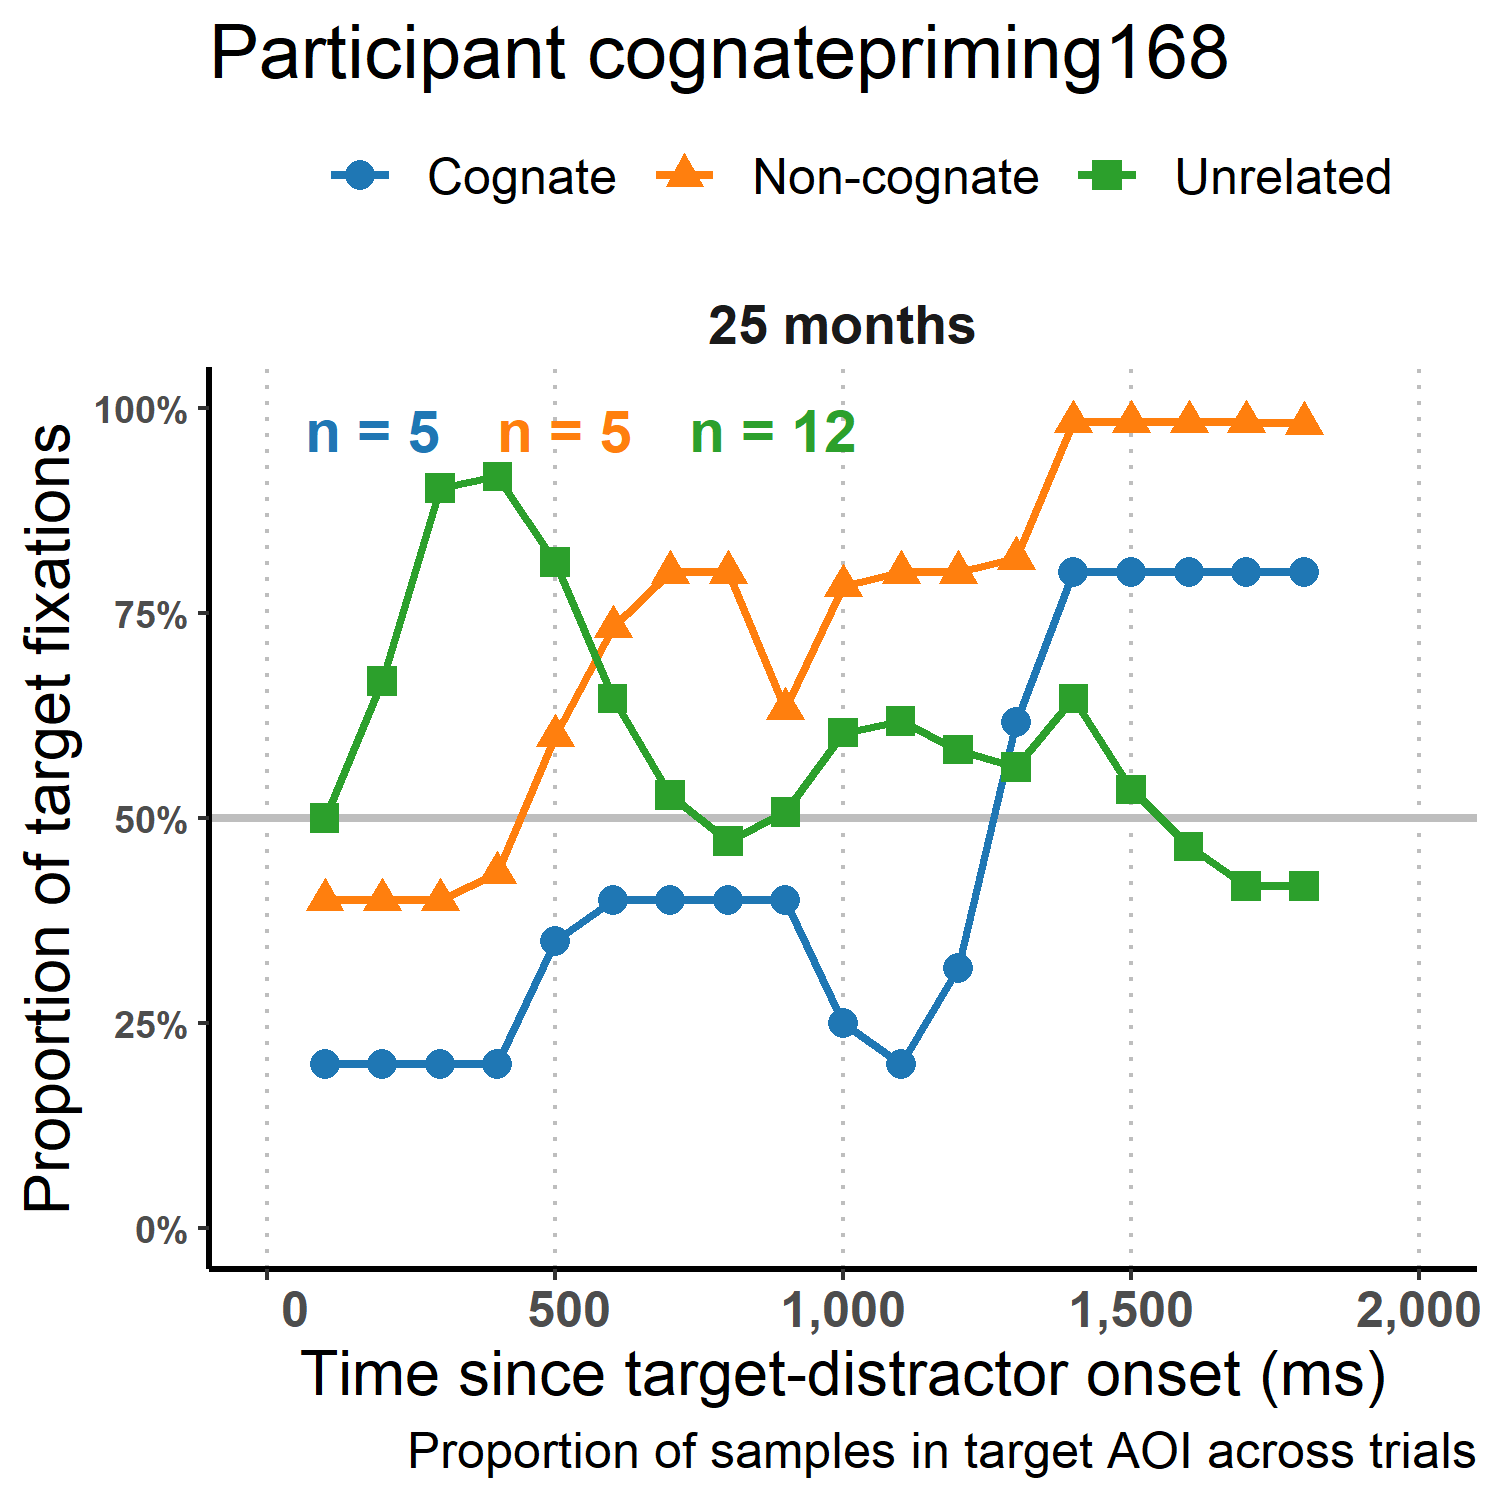 Participant cognatepriming168
Cognate Non-cognate Unrelated
25 months
n = 5 n = 5 n = 12
100%
75%
50%
25%
0%
Proportion of target fixations
0 500 1,000 1,500 2,000
Time since target-distractor onset (ms)
Proportion of samples in target AOI across trials